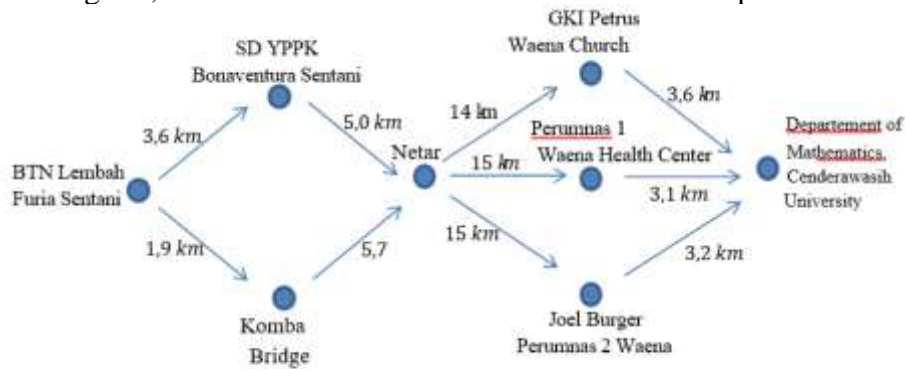 GKI Petrus
Waena Church
SD YPPK
Bonaventura Sentani
3,6 km
14 km
5,0 km
3,6 km
Perumnas 1
Waena Health Center
Departement of
Mathematics
Cenderawasih
University
Netar
15 km
BTN Lembah
Furia Sentani
3,1 km
1,9 km
5,7
15 km
3,2 km
Komba
Bridge
Joel Burger
Perumnas 2 Waena